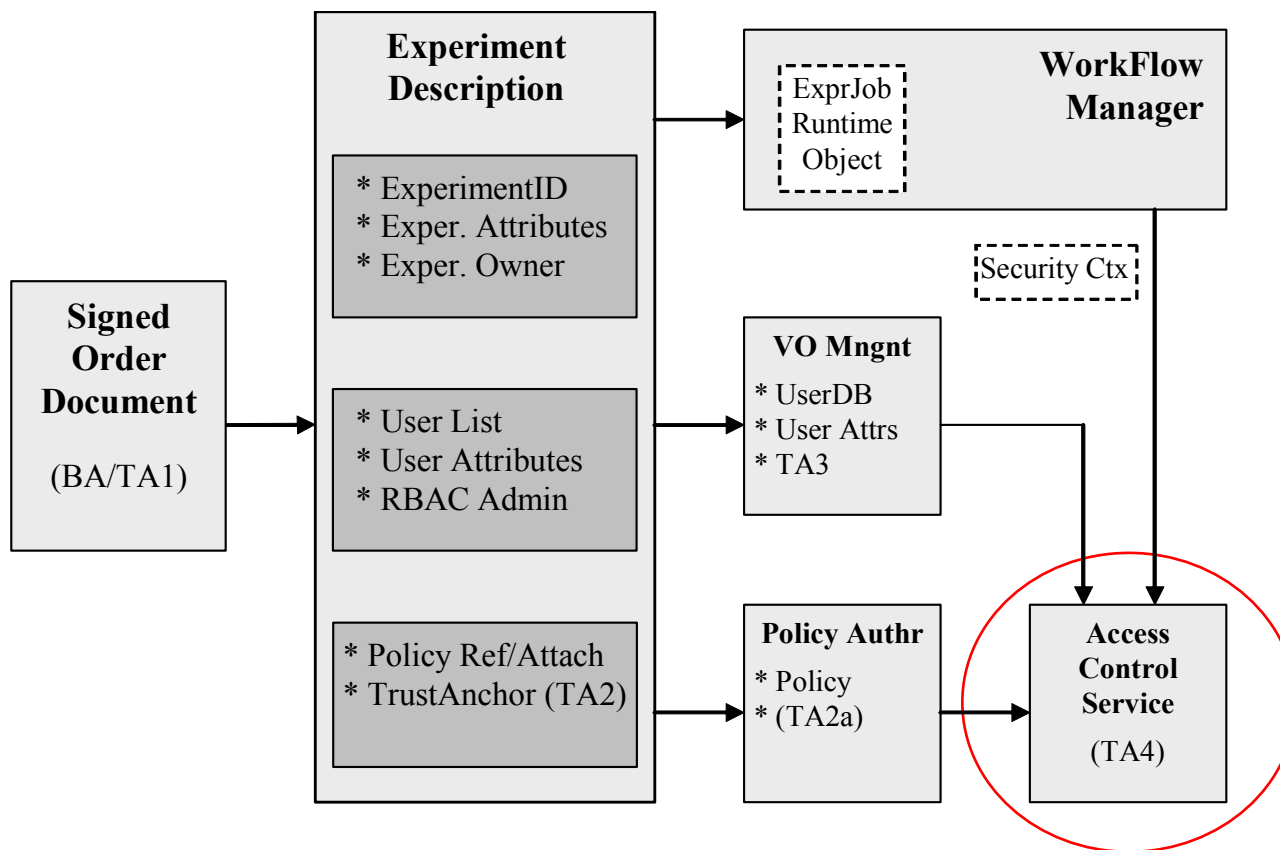 Signed
Order
Document
(BA/TA1)
Experiment
Description
* ExperimentID
* Exper. Attributes
* Exper. Owner
* User List
* User Attributes
* RBAC Admin
* Policy Ref/Attach
* TrustAnchor (TA2)
WorkFlow
Manager
ExprJob
Runtime
Object
Security Ctx
VO Mngnt
* UserDB
* User Attrs
* TA3
Policy Authr
* Policy
* (TA2a)
Access
Control
Service
(TA4)